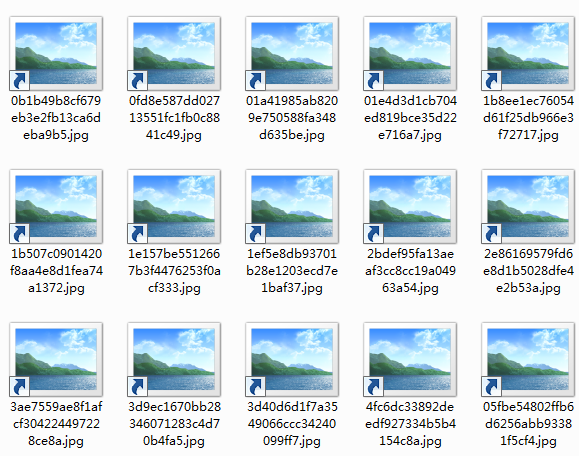 0b1b49b8cf679 0fd8e587dd027 01a41985ab820 01e4d3d1cb704 1b8ee1ec76054
eb3e2fb13ca6d 13551fc1fb0c88 9e750588fa348 ed819bce35d22 d61f25db966e3
eba9b5.jpg 41c49.jpg d635be.jpg e716a7.jpg f72717.jpg
1b507c0901420 1e157be551266 1ef5e8db93701 2bdef95fa13ae 2e86169579fd6
f8aa4e8d1fea74 7b3f4476253f0a b28e1203ecd7e af3cc8cc19a049 e8d1b5028dfe4
a1372.jpg cf333.jpg 1baf37.jpg 63a54.jpg e2b53a.jpg
3ae7559ae8f1af 3d9ec1670bb28 3d40d6d1f7a35 4fc6dc33892de 05fbe54802ffb6
cf30422449722 346071283c4d7 49066ccc34240 edf927334b5b4 d6256abb9338
8ce8a.jpg 0b4fa5.jpg 099ff7.jpg 154c8a.jpg 1f5cf4.jpg